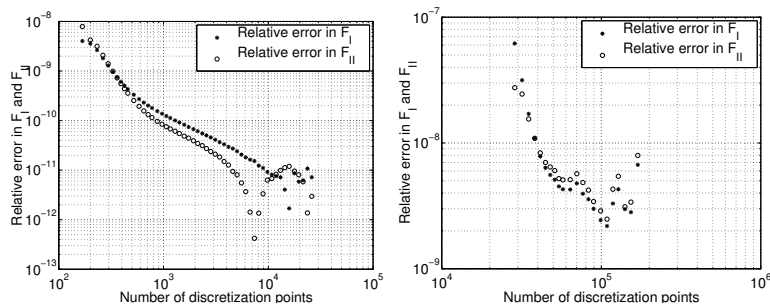 Relative error in F_I
Relative error in F_II
10^-8
10^-9
10^-10
10^-11
10^-12
10^-13
Relative error in F_I and F_II
10^2
10^3
10^4
10^5
Number of discretization points
Relative error in F_I
Relative error in F_II
10^-7
10^-8
10^-9
Relative error in F_I and F_II
10^4
10^5
10^6
Number of discretization points